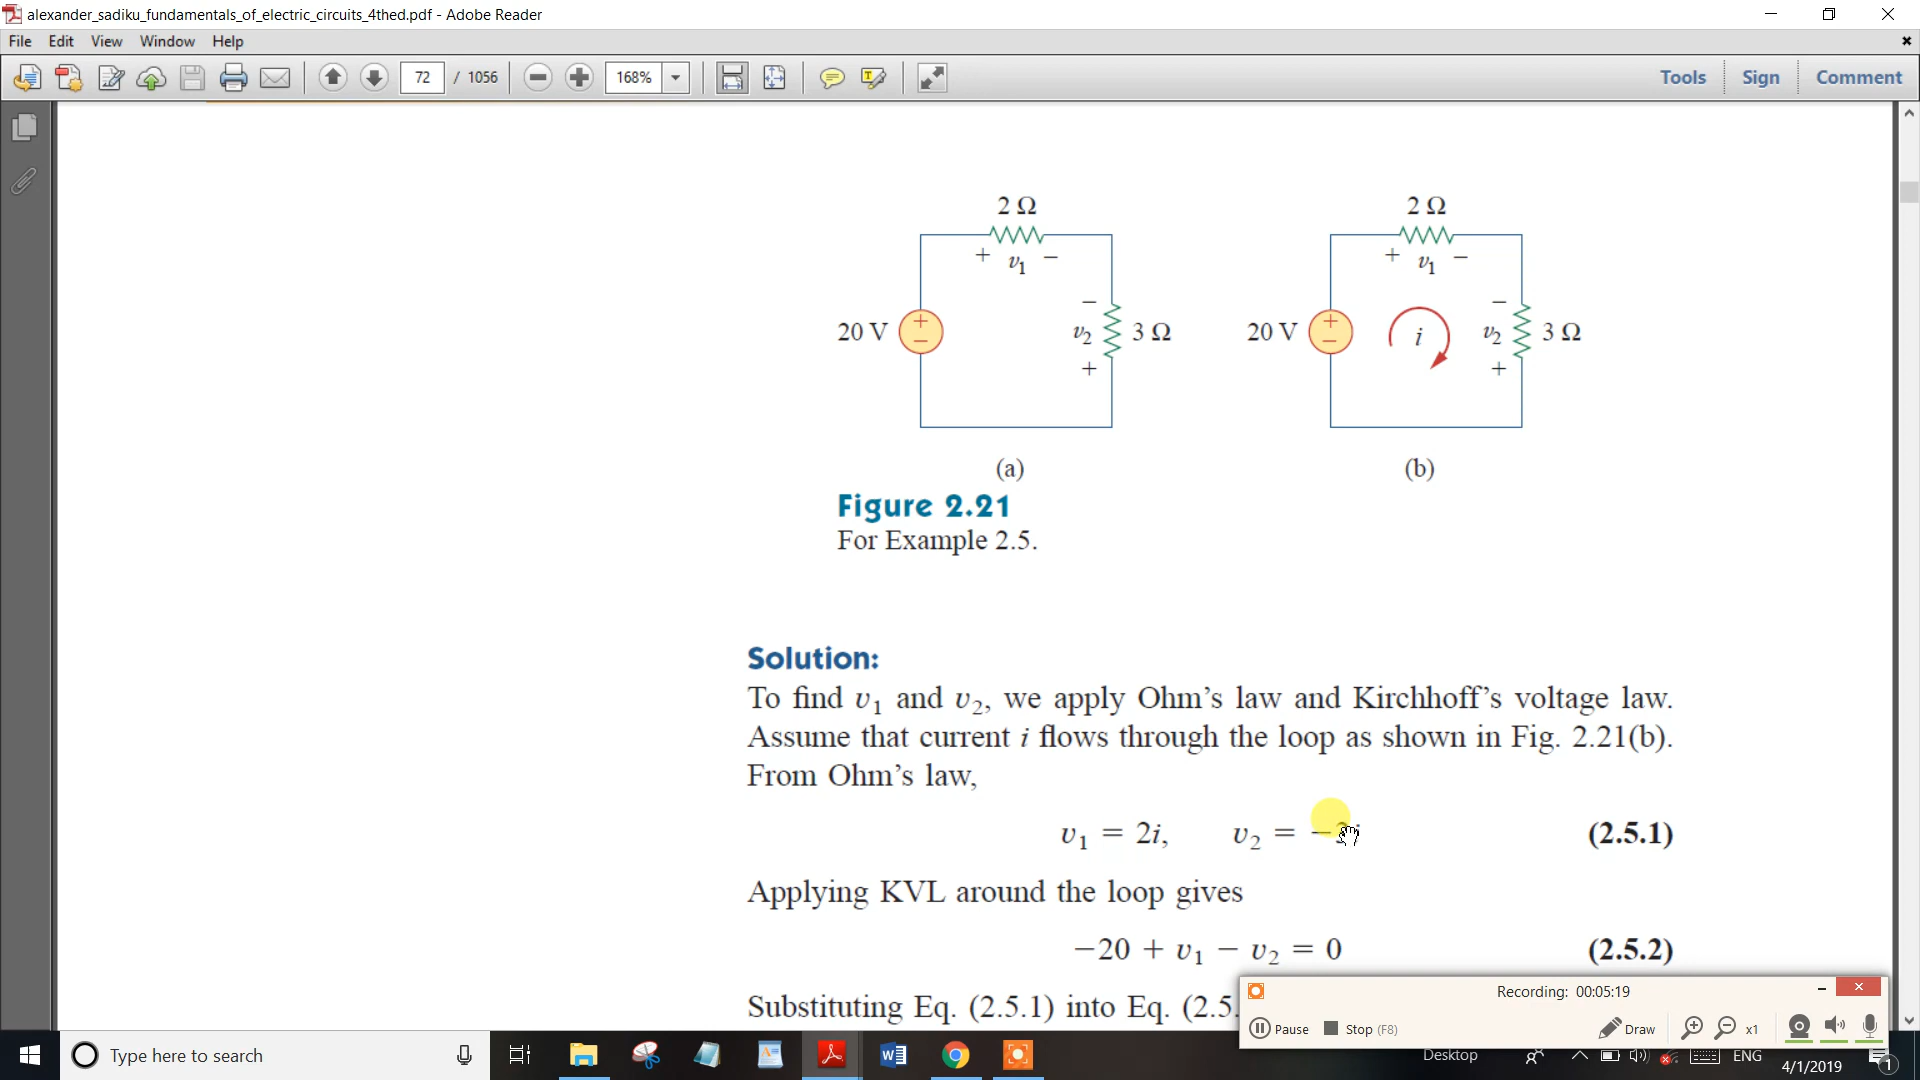 alexander_sadiku_fundamentals_of_electric_circuits_4thed.pdf - Adobe Reader
File Edit View Window Help
72 / 1056 168% Tools Sign Comment
2 Ω 2 Ω
+ v1 − + v1 −
20 V + − − v2 + 3 Ω 20 V + − i − v2 + 3 Ω
(a) (b)
Figure 2.21
For Example 2.5.
Solution:
To find v1 and v2, we apply Ohm's law and Kirchhoff's voltage law.
Assume that current i flows through the loop as shown in Fig. 2.21(b).
From Ohm's law,
v1 = 2i, v2 = −3i (2.5.1)
Applying KVL around the loop gives
−20 + v1 − v2 = 0 (2.5.2)
Substituting Eq. (2.5.1) into Eq. (2.5.
Recording: 00:05:19
Pause Stop (F8) Draw x1
Type here to search
Desktop ENG
4/1/2019
1